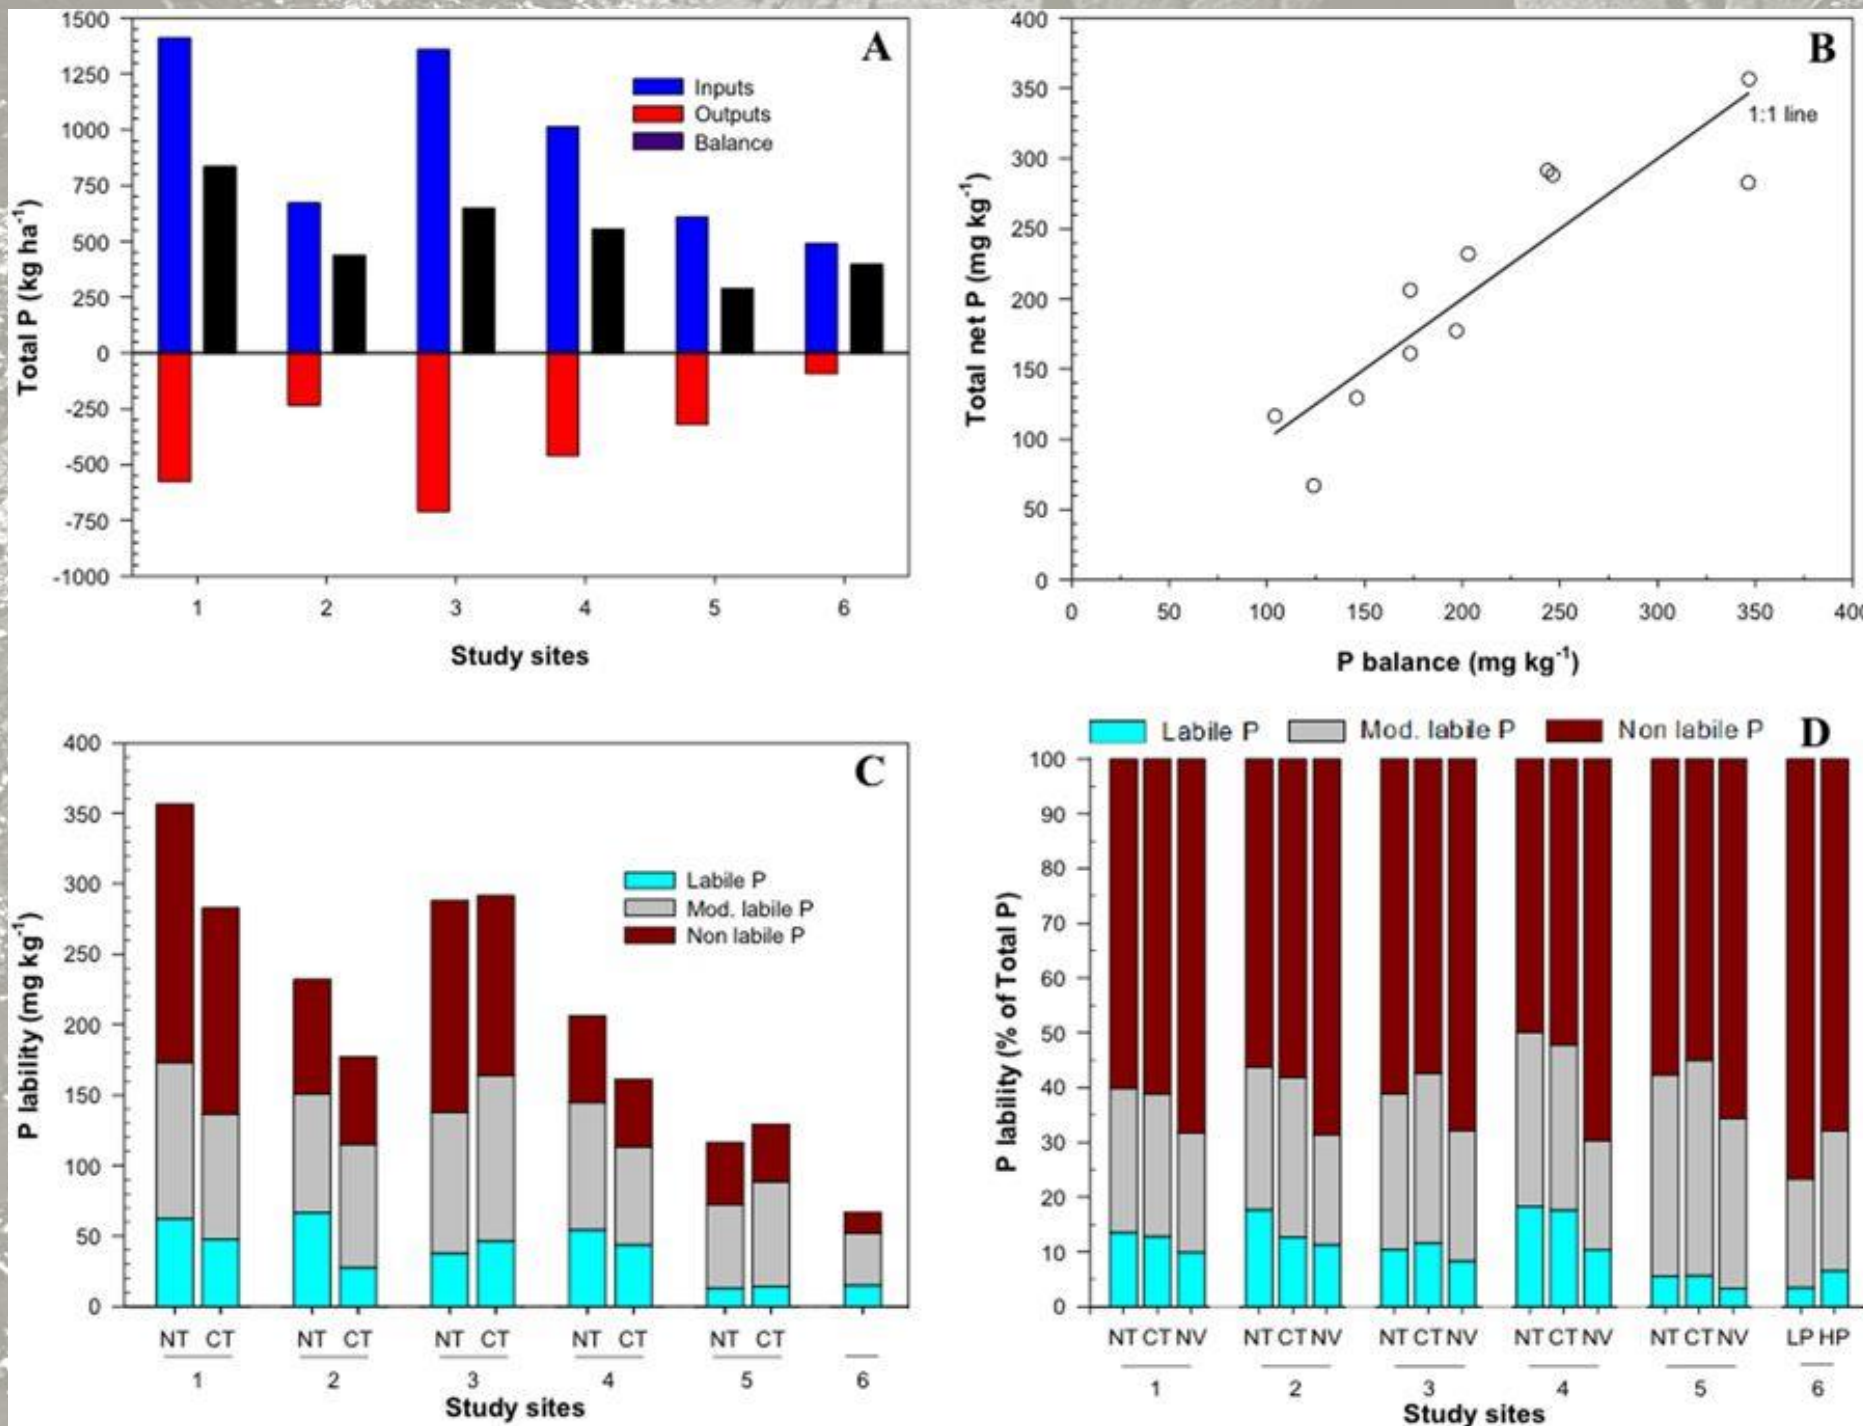 A
1500
1250
1000
750
500
250
0
-250
-500
-750
-1000
Total P (kg ha⁻¹)
Inputs
Outputs
Balance
1 2 3 4 5 6
Study sites
B
400
350
300
250
200
150
100
50
0
Total net P (mg kg⁻¹)
1:1 line
0 50 100 150 200 250 300 350 400
P balance (mg kg⁻¹)
C
400
350
300
250
200
150
100
50
0
P lability (mg kg⁻¹)
Labile P
Mod. labile P
Non labile P
NT CT NT CT NT CT NT CT NT CT
1 2 3 4 5 6
Study sites
Labile P Mod. labile P Non labile P
D
100
90
80
70
60
50
40
30
20
10
0
P lability (% of Total P)
NT CT NV NT CT NV NT CT NV NT CT NV NT CT NV LP HP
1 2 3 4 5 6
Study sites